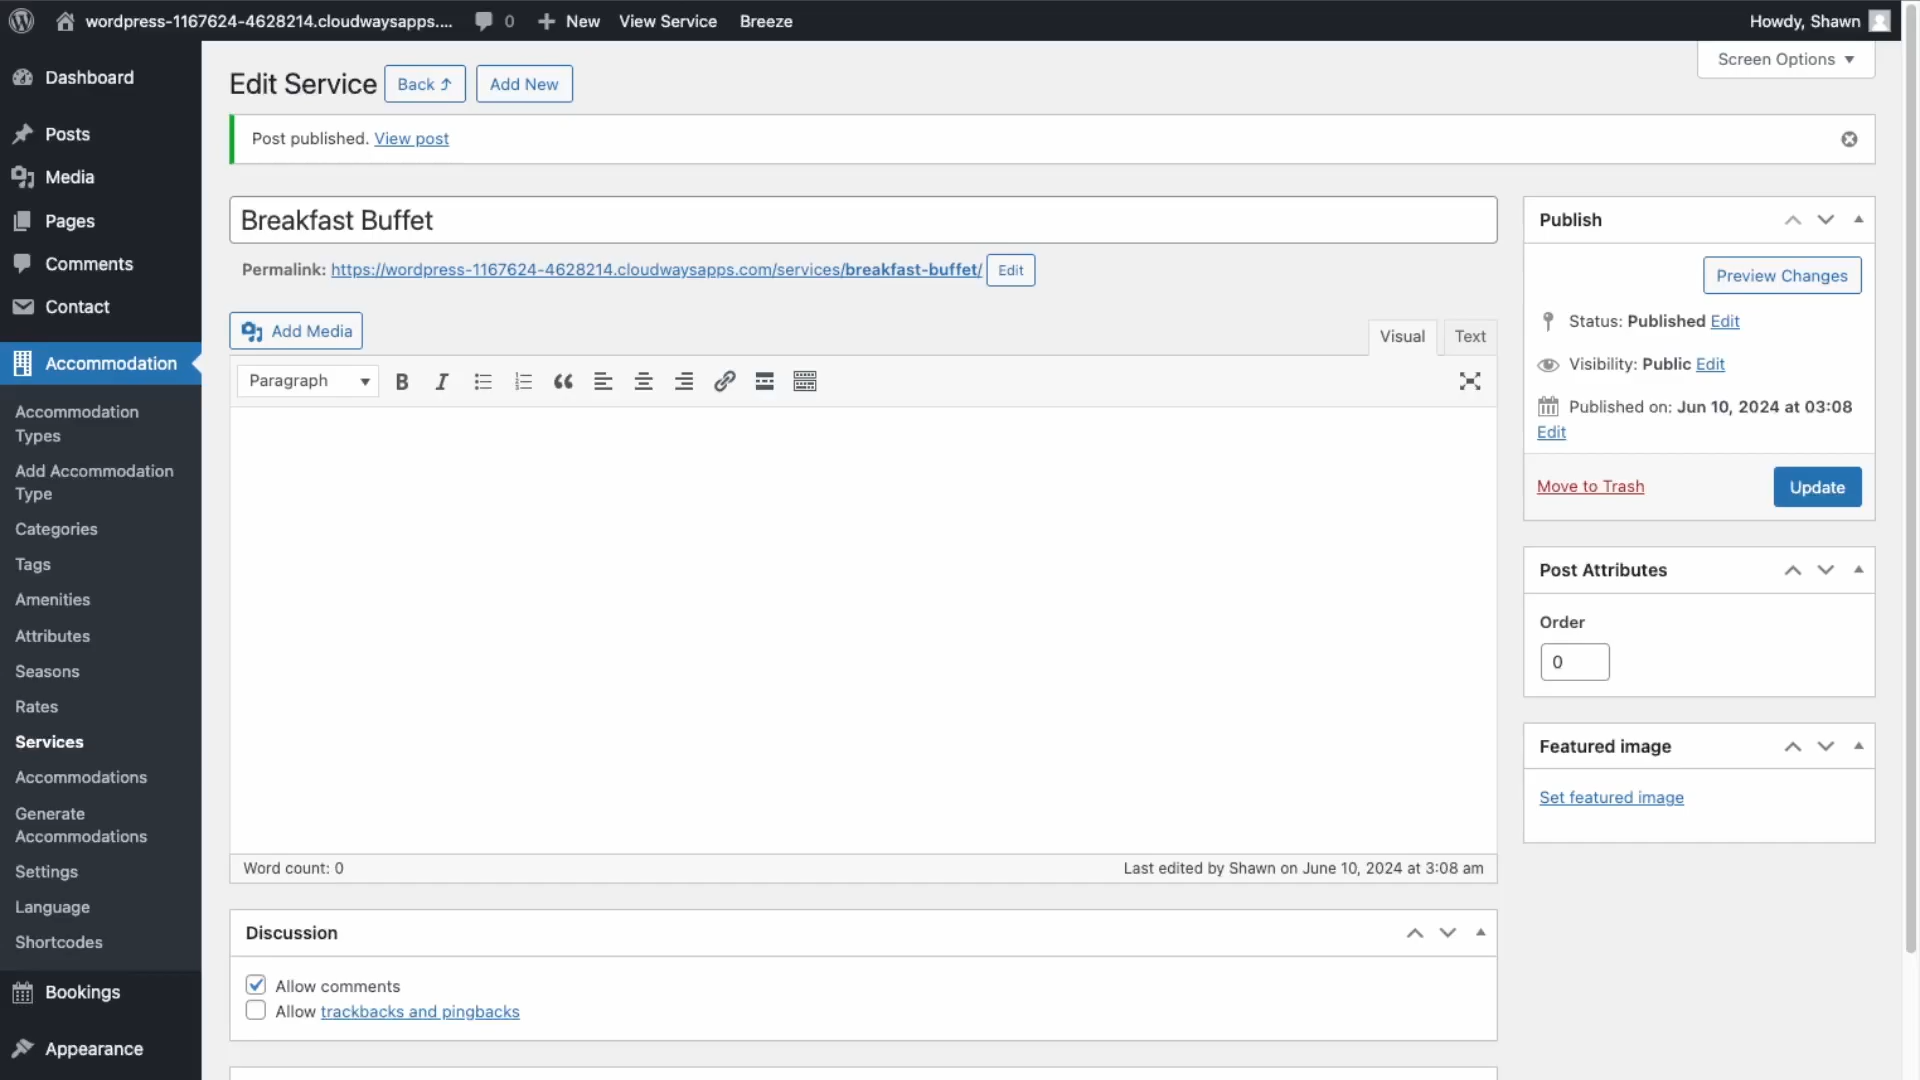 wordpress-1167624-4628214.cloudwaysapps.... 0 New View Service Breeze Howdy, Shawn
Dashboard
Posts
Media
Pages
Comments
Contact
Accommodation
Accommodation
Types
Add Accommodation
Type
Categories
Tags
Amenities
Attributes
Seasons
Rates
Services
Accommodations
Generate
Accommodations
Settings
Language
Shortcodes
Bookings
Appearance
Screen Options
Edit Service Back Add New
Post published. View post
Breakfast Buffet
Permalink: https://wordpress-1167624-4628214.cloudwaysapps.com/services/breakfast-buffet/ Edit
Add Media
Visual Text
Paragraph B I
Word count: 0 Last edited by Shawn on June 10, 2024 at 3:08 am
Discussion
Allow comments
Allow trackbacks and pingbacks
Publish
Preview Changes
Status: Published Edit
Visibility: Public Edit
Published on: Jun 10, 2024 at 03:08
Edit
Move to Trash Update
Post Attributes
Order
0
Featured image
Set featured image